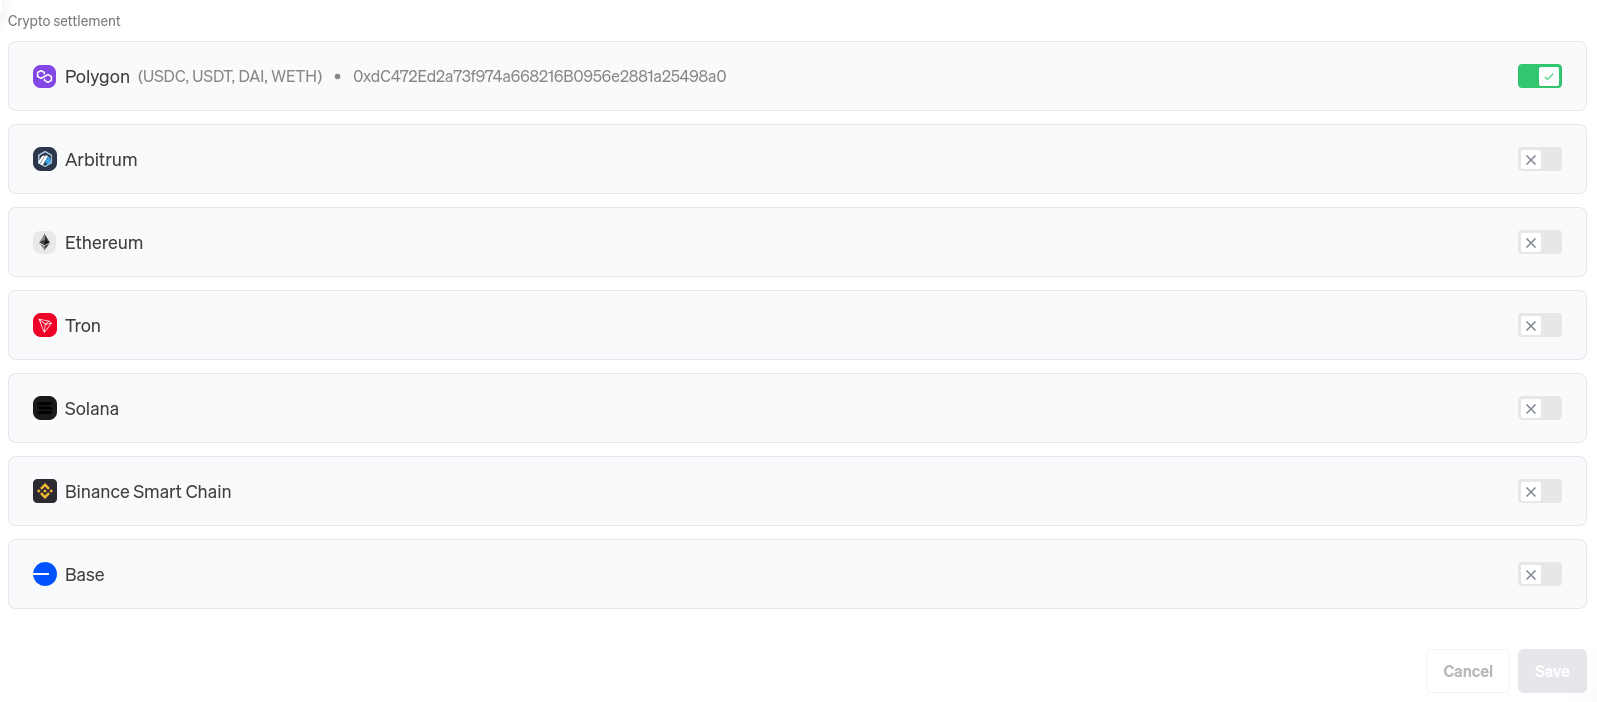 Crypto settlement
Polygon (USDC, USDT, DAI, WETH) • 0xdC472Ed2a73f974a668216B0956e2881a25498a0
Arbitrum
Ethereum
Tron
Solana
Binance Smart Chain
Base
Cancel Save